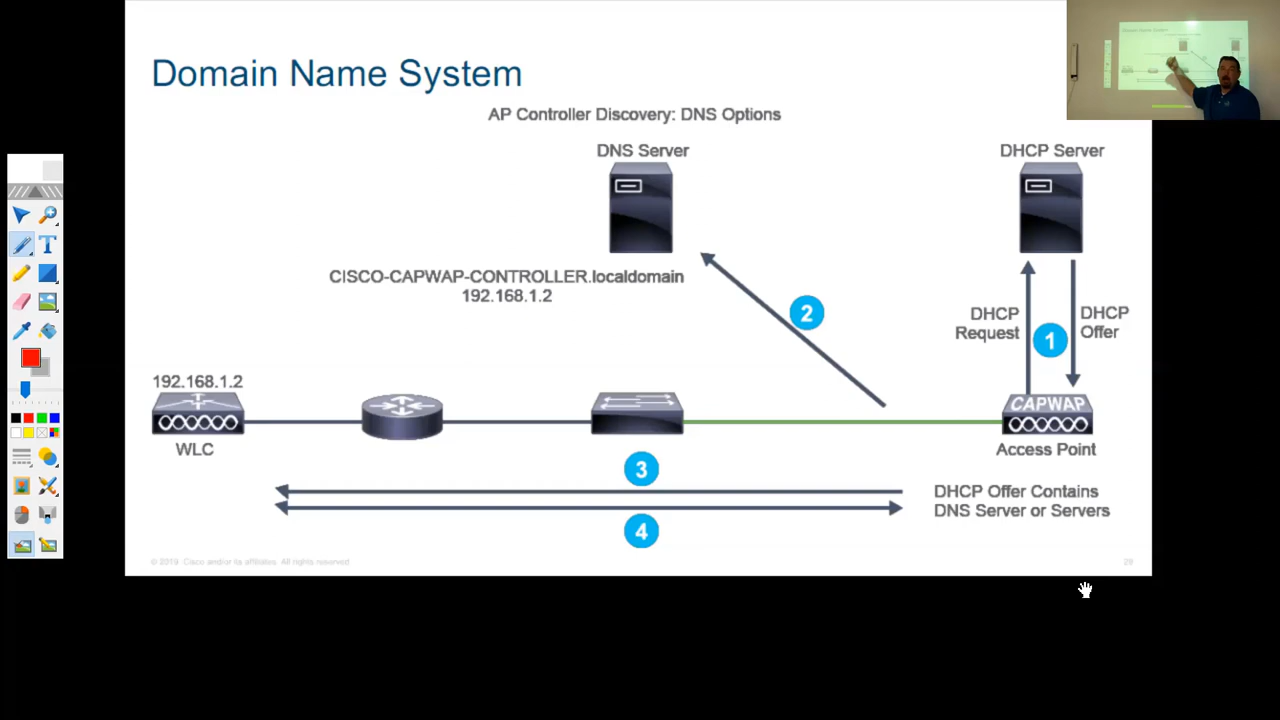 Domain Name System
AP Controller Discovery: DNS Options
DNS Server
DHCP Server
CISCO-CAPWAP-CONTROLLER.localdomain
192.168.1.2
2
DHCP
Request
1
DHCP
Offer
192.168.1.2
CAPWAP
WLC
Access Point
3
DHCP Offer Contains
DNS Server or Servers
4
© 2019 Cisco and/or its affiliates. All rights reserved
29
T